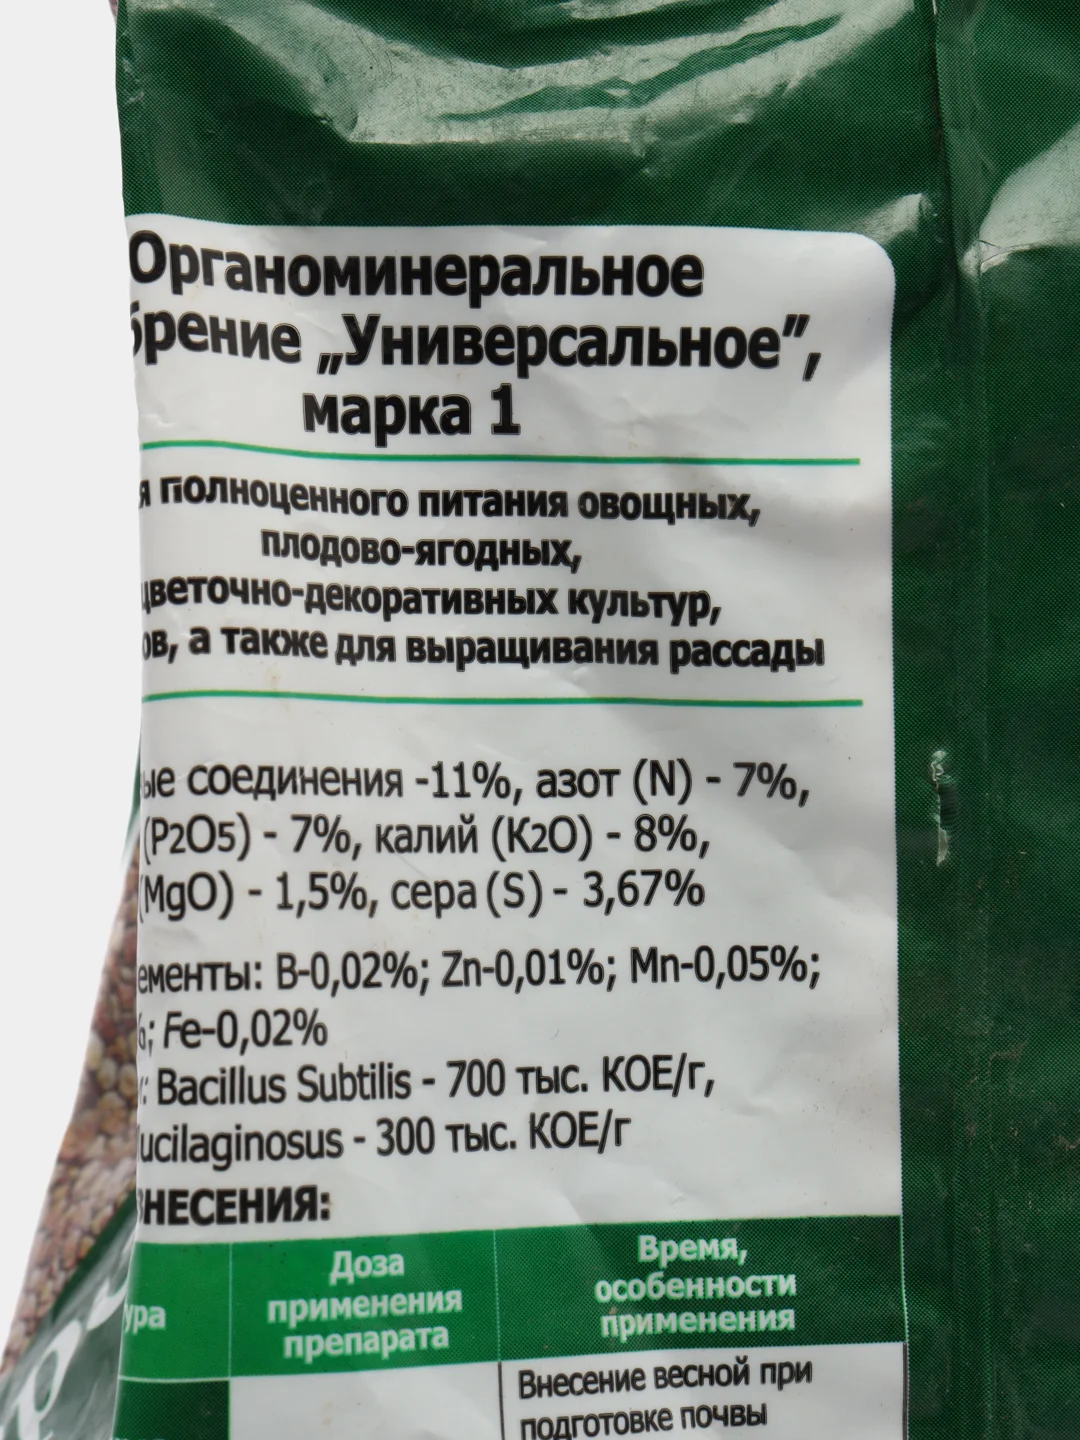 Органоминеральное
брение „Универсальное”,
марка 1
я полноценного питания овощных,
плодово-ягодных,
цветочно-декоративных культур,
ов, а также для выращивания рассады
ые соединения -11%, азот (N) - 7%,
(P2O5) - 7%, калий (K2O) - 8%,
(MgO) - 1,5%, сера (S) - 3,67%
ементы: B-0,02%; Zn-0,01%; Mn-0,05%;
%; Fe-0,02%
: Bacillus Subtilis - 700 тыс. КОЕ/г,
ucilaginosus - 300 тыс. КОЕ/г
ВНЕСЕНИЯ:
ура
Доза
применения
препарата
Время,
особенности
применения
Внесение весной при
подготовке почвы